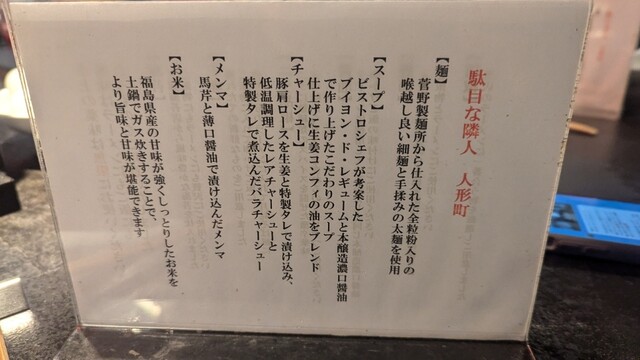 駄目な隣人　人形町
【麺】
菅野製麺所から仕入れた全粒粉入りの
喉越し良い細麺と手揉みの太麺を使用
【スープ】
ビストロシェフが考案した
ブイヨン・ド・レギュームと本醸造濃口醤油
で作り上げたこだわりのスープ
仕上げに生姜コンフィの油をブレンド
【チャーシュー】
豚肩ロースを生姜と特製タレで漬け込み、
低温調理したレアチャーシューと
特製タレで煮込んだバラチャーシュー
【メンマ】
馬芹と薄口醤油で漬け込んだメンマ
【お米】
福島県産の甘味が強くしっとりしたお米を
土鍋でガス炊きすることで、
より旨味と甘味が堪能できます